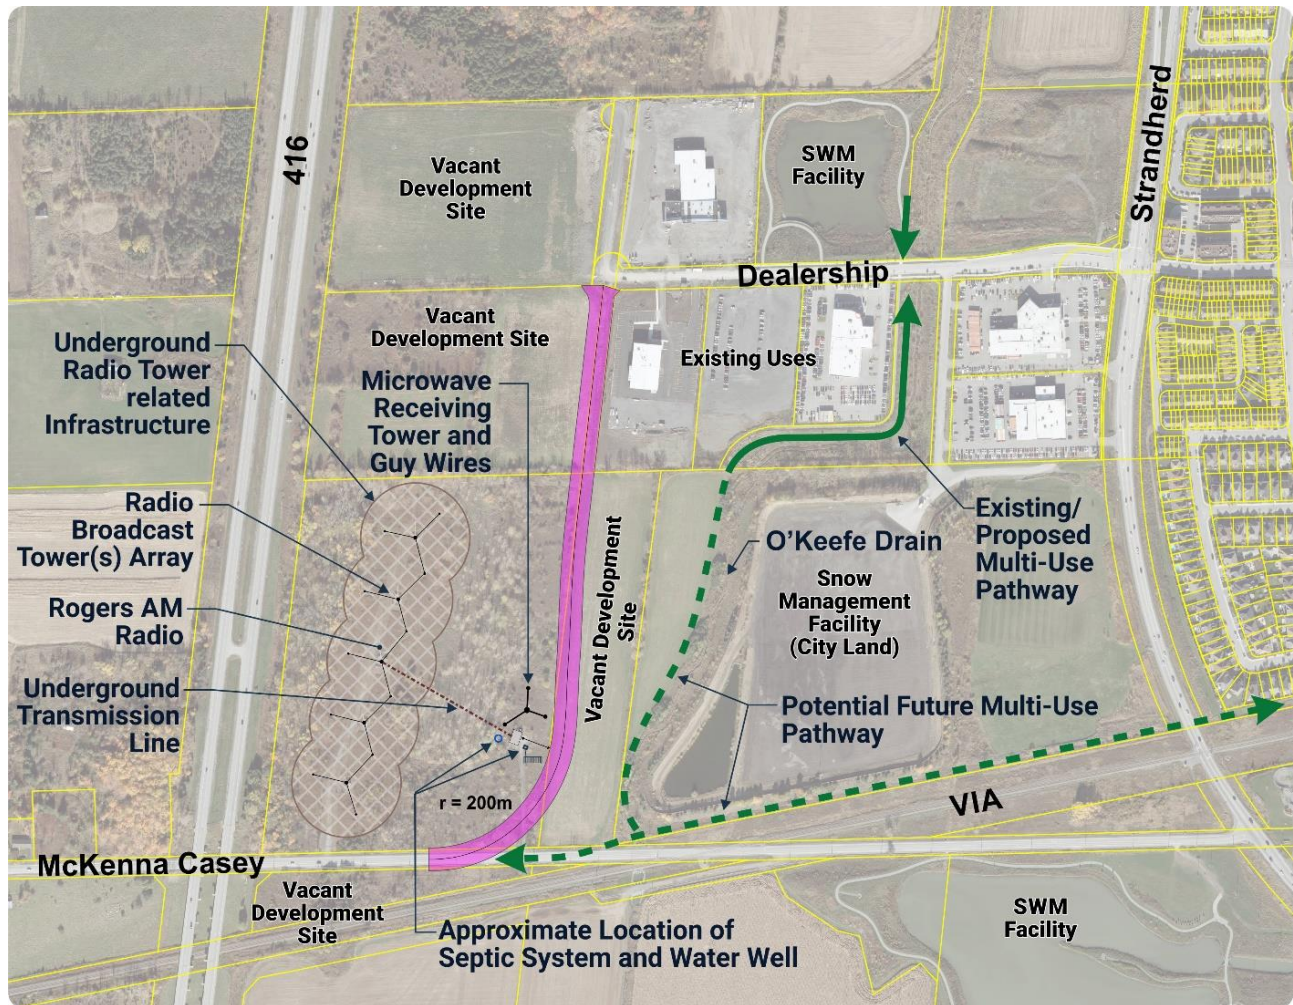 416
Strandherd
Vacant
Development
Site
SWM
Facility
Dealership
Vacant
Development Site
Existing Uses
Underground
Radio Tower
related
Infrastructure
Microwave
Receiving
Tower and
Guy Wires
Radio
Broadcast
Tower(s) Array
Rogers AM
Radio
Underground
Transmission
Line
Vacant Development
Site
O'Keefe Drain
Existing/
Proposed
Multi-Use
Pathway
Snow
Management
Facility
(City Land)
Potential Future Multi-Use
Pathway
r = 200m
VIA
McKenna Casey
Vacant
Development
Site
Approximate Location of
Septic System and Water Well
SWM
Facility